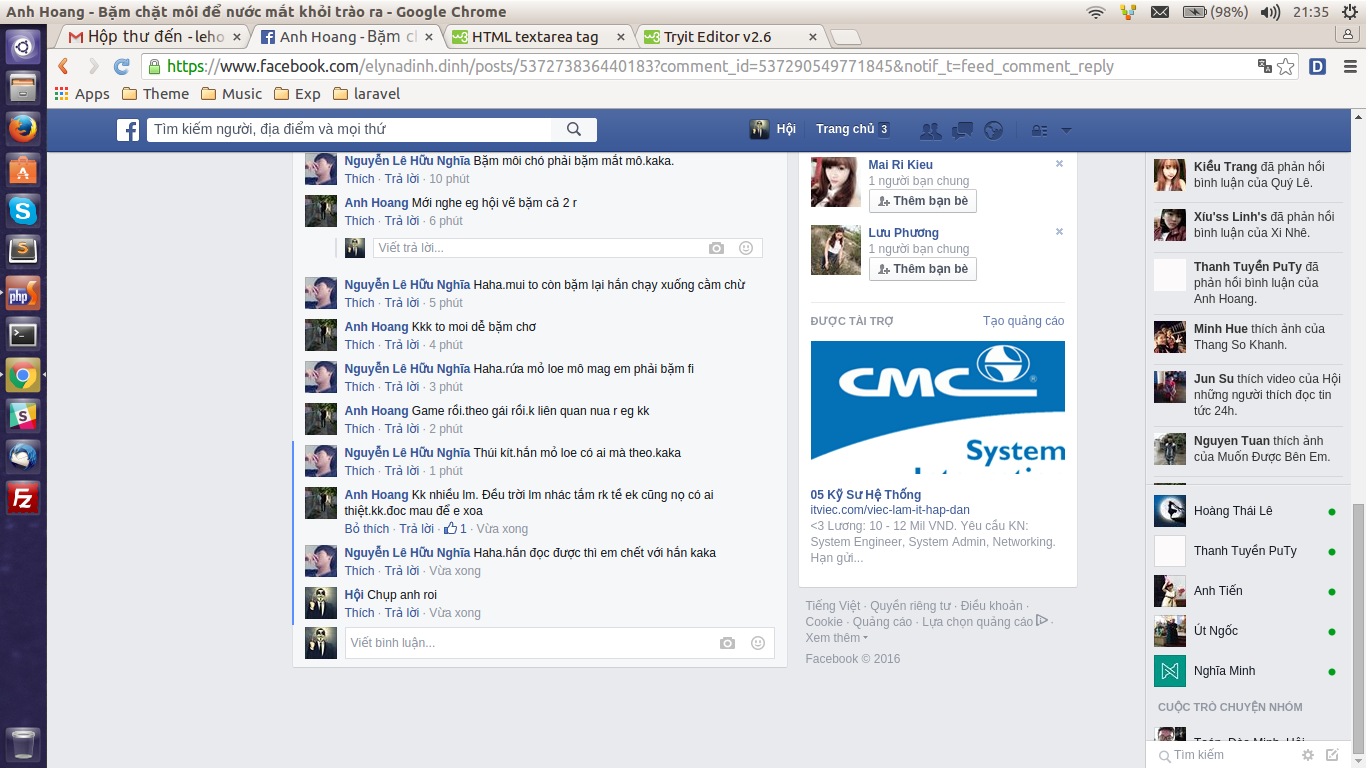 Anh Hoang - Bặm chặt môi để nước mắt khỏi trào ra - Google Chrome
(98%)
21:35
Hộp thư đến - leho
Anh Hoang - Bặm c
HTML textarea tag
Tryit Editor v2.6
https://www.facebook.com/elynadinh.dinh/posts/537273836440183?comment_id=537290549771845&notif_t=feed_comment_reply
Apps
Theme
Music
Exp
laravel
Tìm kiếm người, địa điểm và mọi thứ
Hội
Trang chủ 3
Nguyễn Lê Hữu Nghĩa Bặm môi chó phải bặm mắt mô.kaka.
Thích · Trả lời · 10 phút
Anh Hoang Mới nghe eg hội vẽ bặm cả 2 r
Thích · Trả lời · 6 phút
Viết trả lời...
Nguyễn Lê Hữu Nghĩa Haha.mui to còn bặm lại hắn chạy xuống cằm chừ
Thích · Trả lời · 5 phút
Anh Hoang Kkk to moi dễ bặm chơ
Thích · Trả lời · 4 phút
Nguyễn Lê Hữu Nghĩa Haha.rứa mỏ loe mô mag em phải bặm fi
Thích · Trả lời · 3 phút
Anh Hoang Game rồi.theo gái rồi.k liên quan nua r eg kk
Thích · Trả lời · 2 phút
Nguyễn Lê Hữu Nghĩa Thúi kít.hắn mỏ loe có ai mà theo.kaka
Thích · Trả lời · 1 phút
Anh Hoang Kk nhiều lm. Đều trời lm nhác tắm rk tề ek cũng nọ có ai
thiệt.kk.đoc mau để e xoa
Bỏ thích · Trả lời · 1 · Vừa xong
Nguyễn Lê Hữu Nghĩa Haha.hắn đọc được thì em chết với hắn kaka
Thích · Trả lời · Vừa xong
Hội Chụp anh roi
Thích · Trả lời · Vừa xong
Viết bình luận...
Mai Ri Kieu
1 người bạn chung
Thêm bạn bè
Lưu Phương
1 người bạn chung
Thêm bạn bè
ĐƯỢC TÀI TRỢ
Tạo quảng cáo
CMC
System
05 Kỹ Sư Hệ Thống
itviec.com/viec-lam-it-hap-dan
<3 Lương: 10 - 12 Mil VND. Yêu cầu KN:
System Engineer, System Admin, Networking.
Hạn gửi...
Tiếng Việt · Quyền riêng tư · Điều khoản ·
Cookie · Quảng cáo · Lựa chọn quảng cáo ·
Xem thêm
Facebook © 2016
Kiều Trang đã phản hồi
bình luận của Quý Lê.
Xíu'ss Linh's đã phản hồi
bình luận của Xi Nhê.
Thanh Tuyền PuTy đã
phản hồi bình luận của
Anh Hoang.
Minh Hue thích ảnh của
Thang So Khanh.
Jun Su thích video của Hội
những người thích đọc tin
tức 24h.
Nguyen Tuan thích ảnh
của Muốn Được Bên Em.
Hoàng Thái Lê
Thanh Tuyền PuTy
Anh Tiến
Út Ngốc
Nghĩa Minh
CUỘC TRÒ CHUYỆN NHÓM
Tìm kiếm